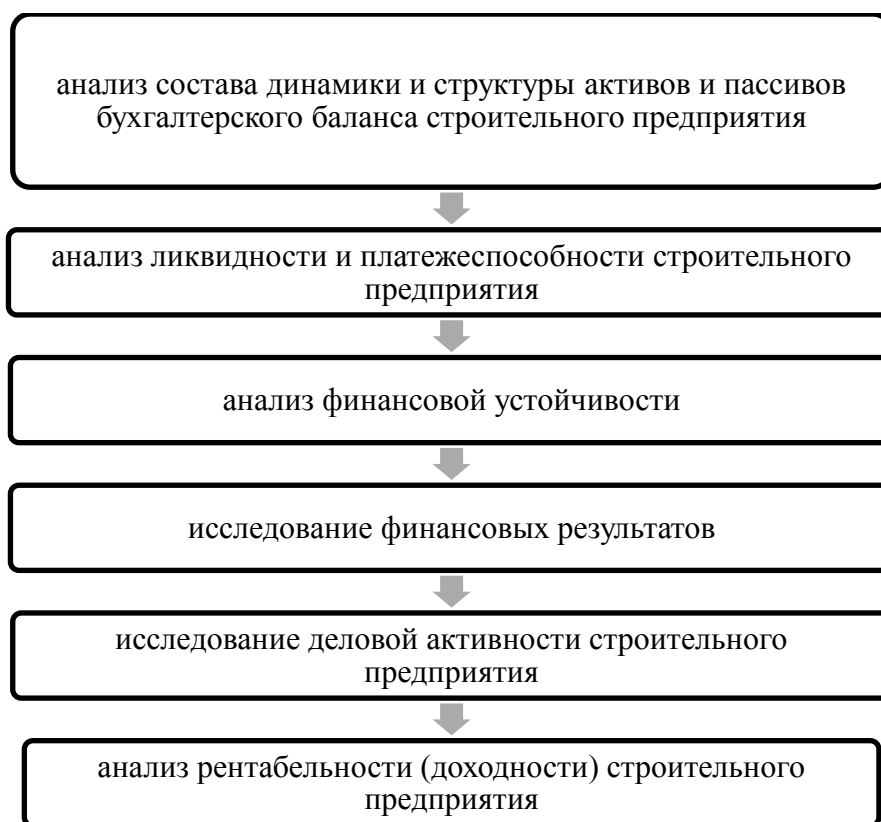 анализ состава динамики и структуры активов и пассивов
бухгалтерского баланса строительного предприятия
анализ ликвидности и платежеспособности строительного
предприятия
анализ финансовой устойчивости
исследование финансовых результатов
исследование деловой активности строительного
предприятия
анализ рентабельности (доходности) строительного
предприятия